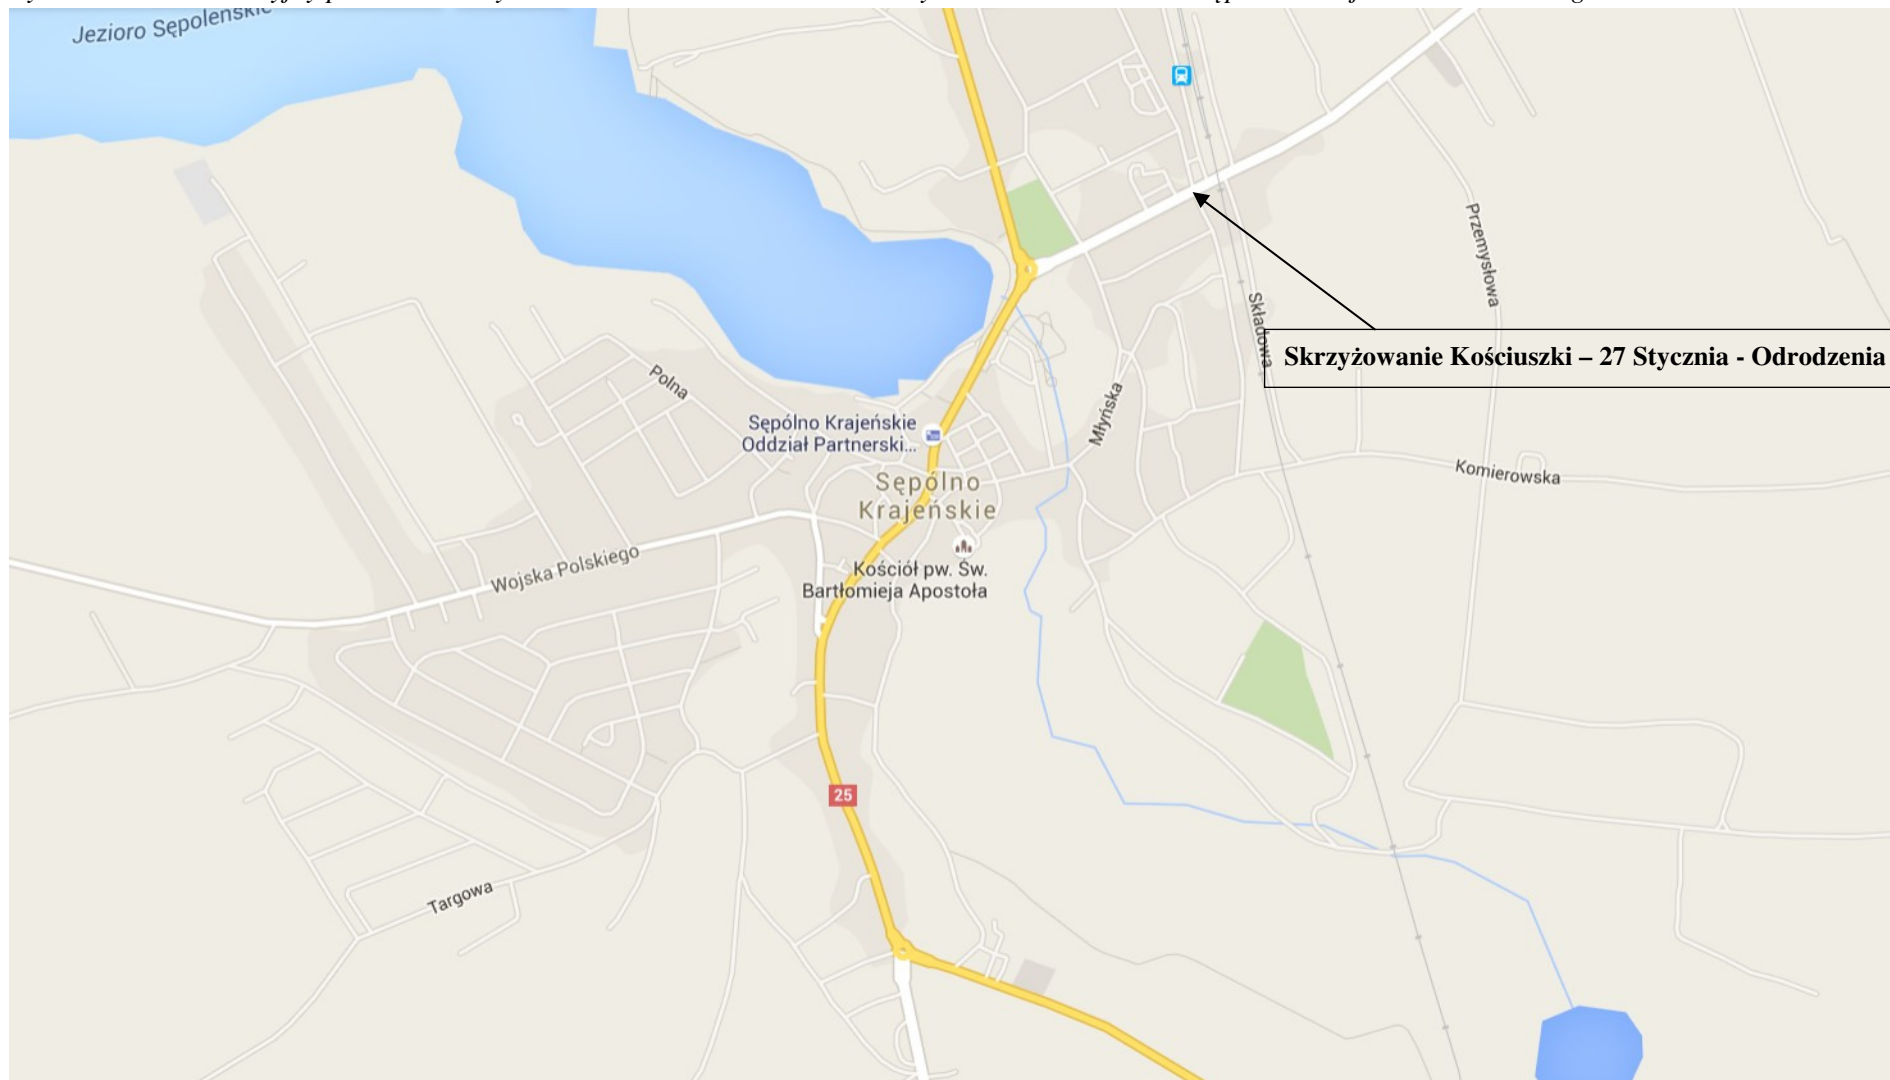 Jezioro Sępoleńskie
Przemysłowa
Składowa
Skrzyżowanie Kościuszki – 27 Stycznia - Odrodzenia
Polna
Młyńska
Sępólno Krajeńskie
Oddział Partnerski...
Komierowska
Sępólno
Krajeńskie
Wojska Polskiego
Kościół pw. Św.
Bartłomieja Apostoła
25
Targowa